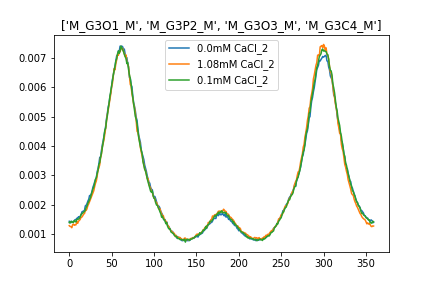 ['M_G3O1_M', 'M_G3P2_M', 'M_G3O3_M', 'M_G3C4_M']
0.0mM CaCl_2
1.08mM CaCl_2
0.1mM CaCl_2
0.007
0.006
0.005
0.004
0.003
0.002
0.001
0 50 100 150 200 250 300 350